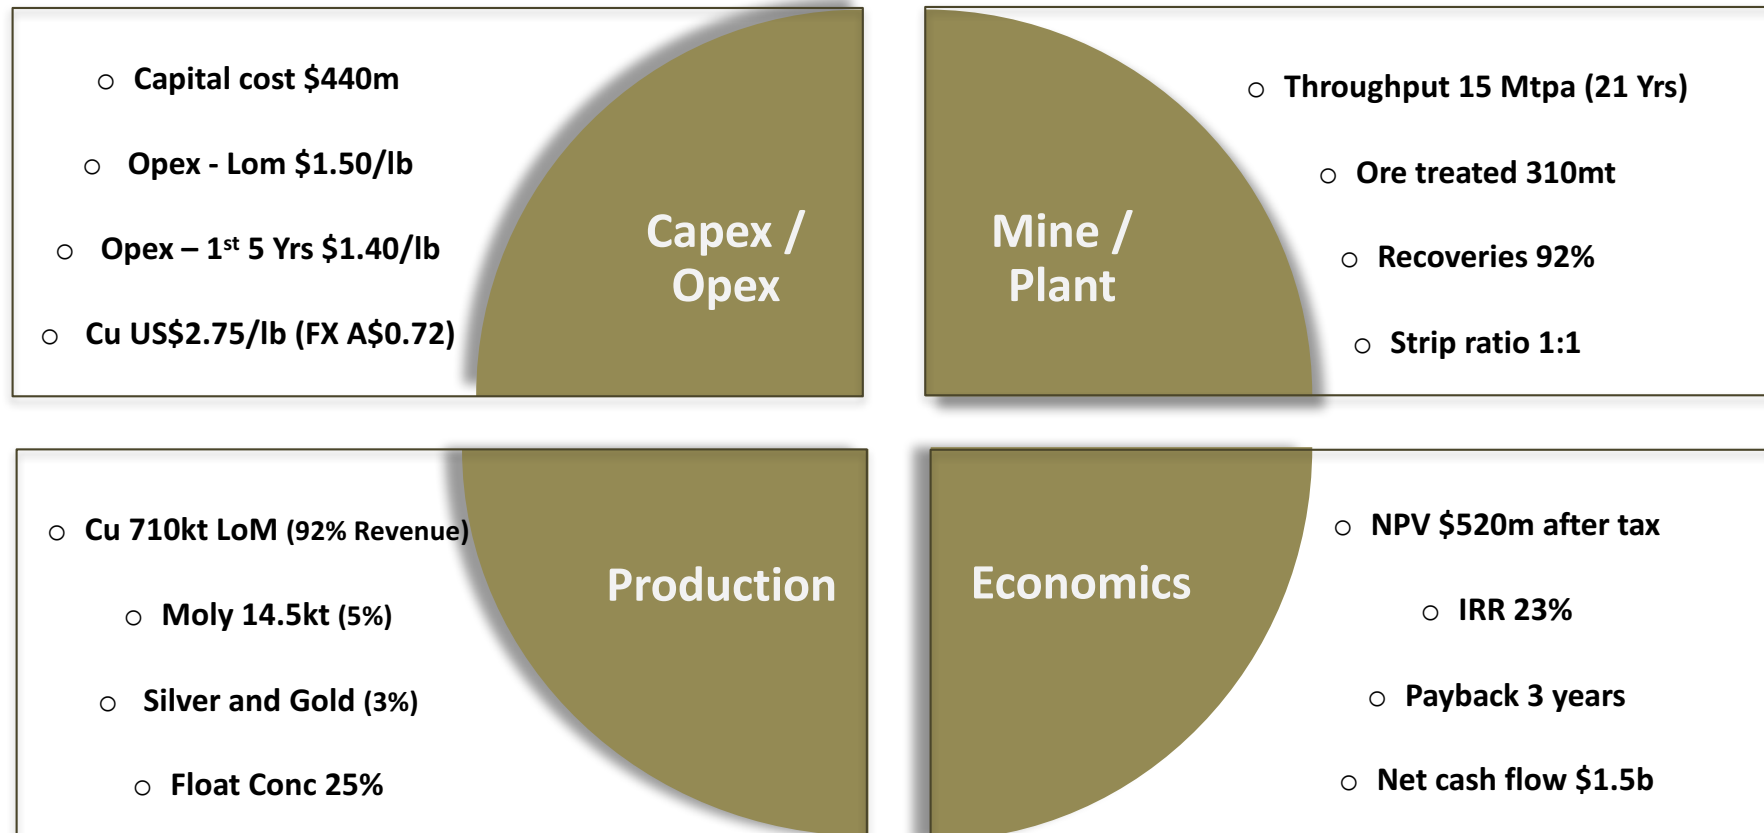 ○ Capital cost $440m
○ Opex - Lom $1.50/lb
○ Opex – 1st 5 Yrs $1.40/lb
○ Cu US$2.75/lb (FX A$0.72)
Capex /
Opex
Mine /
Plant
○ Throughput 15 Mtpa (21 Yrs)
○ Ore treated 310mt
○ Recoveries 92%
○ Strip ratio 1:1
○ Cu 710kt LoM (92% Revenue)
○ Moly 14.5kt (5%)
○ Silver and Gold (3%)
○ Float Conc 25%
Production
Economics
○ NPV $520m after tax
○ IRR 23%
○ Payback 3 years
○ Net cash flow $1.5b